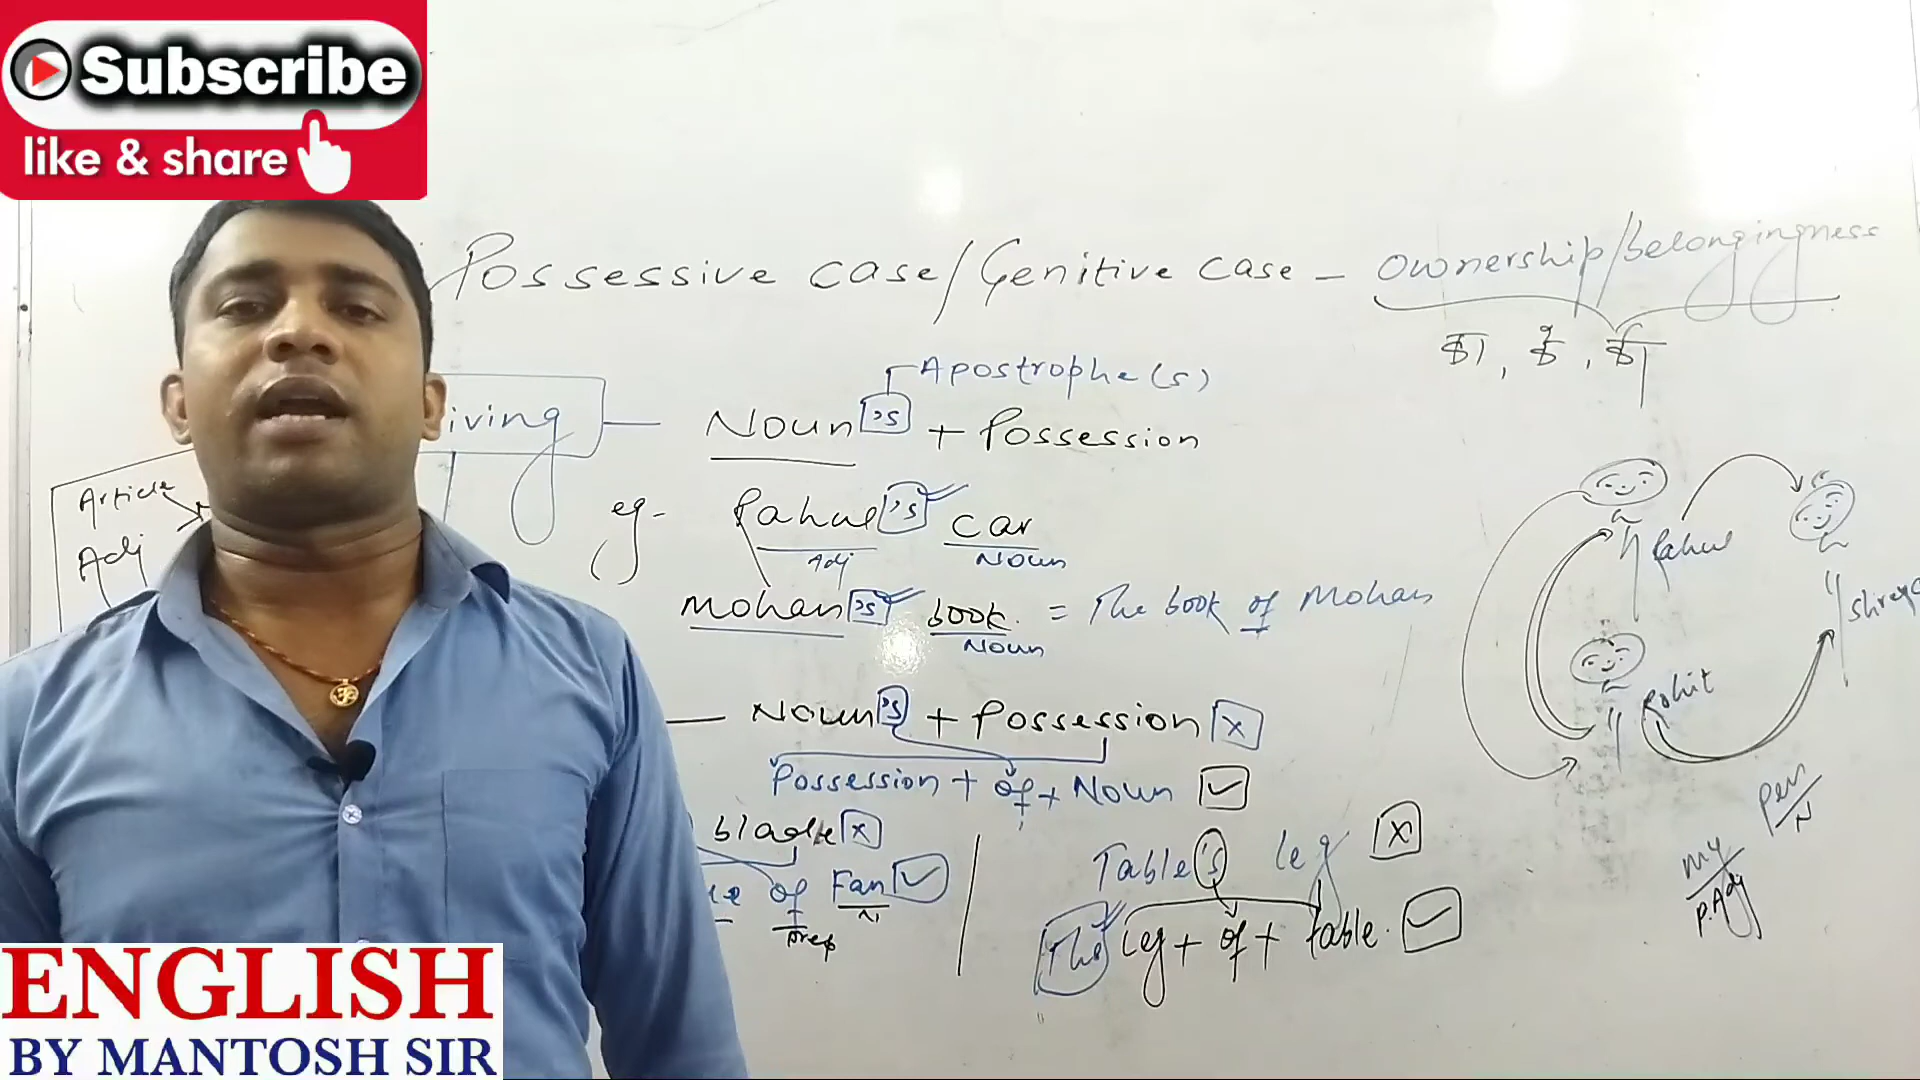 Subscribe
like & share
Possessive case/Genitive case – ownership/belongingness
का, के, की
Apostrophe(s)
iving — Noun's + Possession
Article
Adj
eg- Rahul's car
Adj Noun
Mohan's book. = The book of Mohan
Noun
Rahul
Shreya
Rohit
— Noun's + Possession x
Possession + of + Noun
blade x
of Fan
N
Prep
Table's leg x
The leg + of + table.
my Pen
P.Adj N
ENGLISH
BY MANTOSH SIR